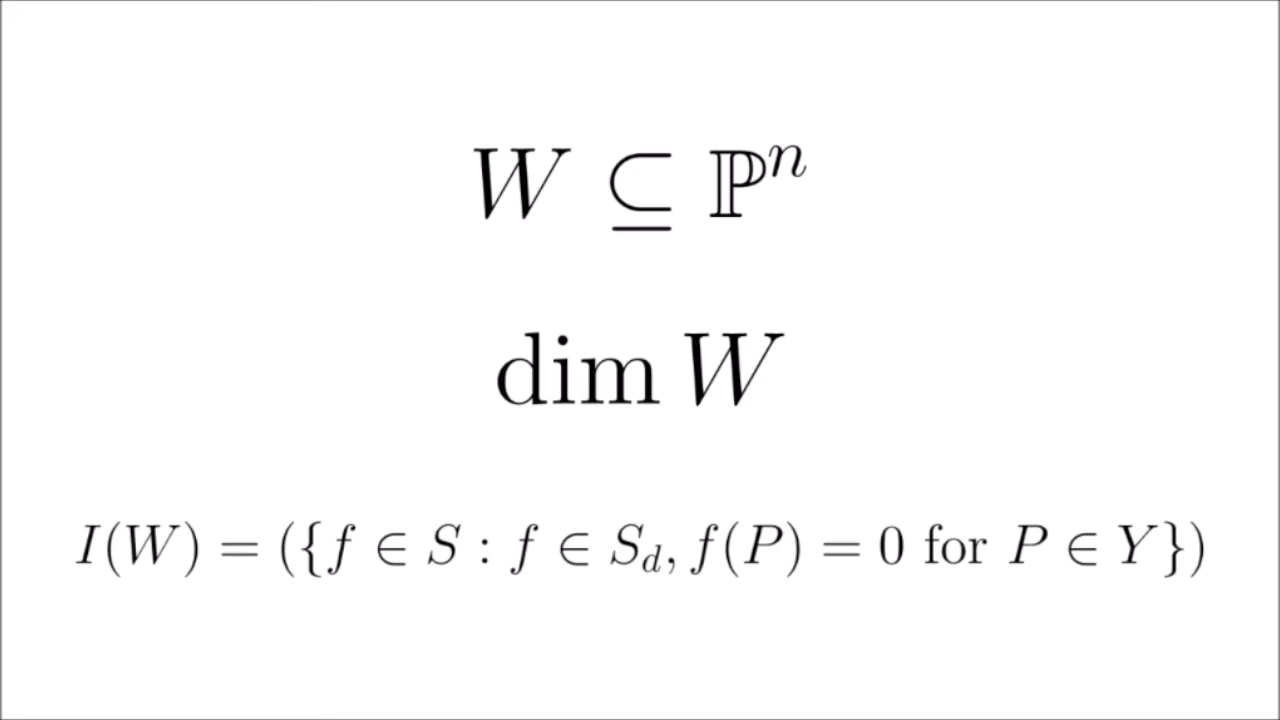 W ⊆ ℙⁿ
dim W
I(W) = ({f ∈ S : f ∈ S_d, f(P) = 0 for P ∈ Y})